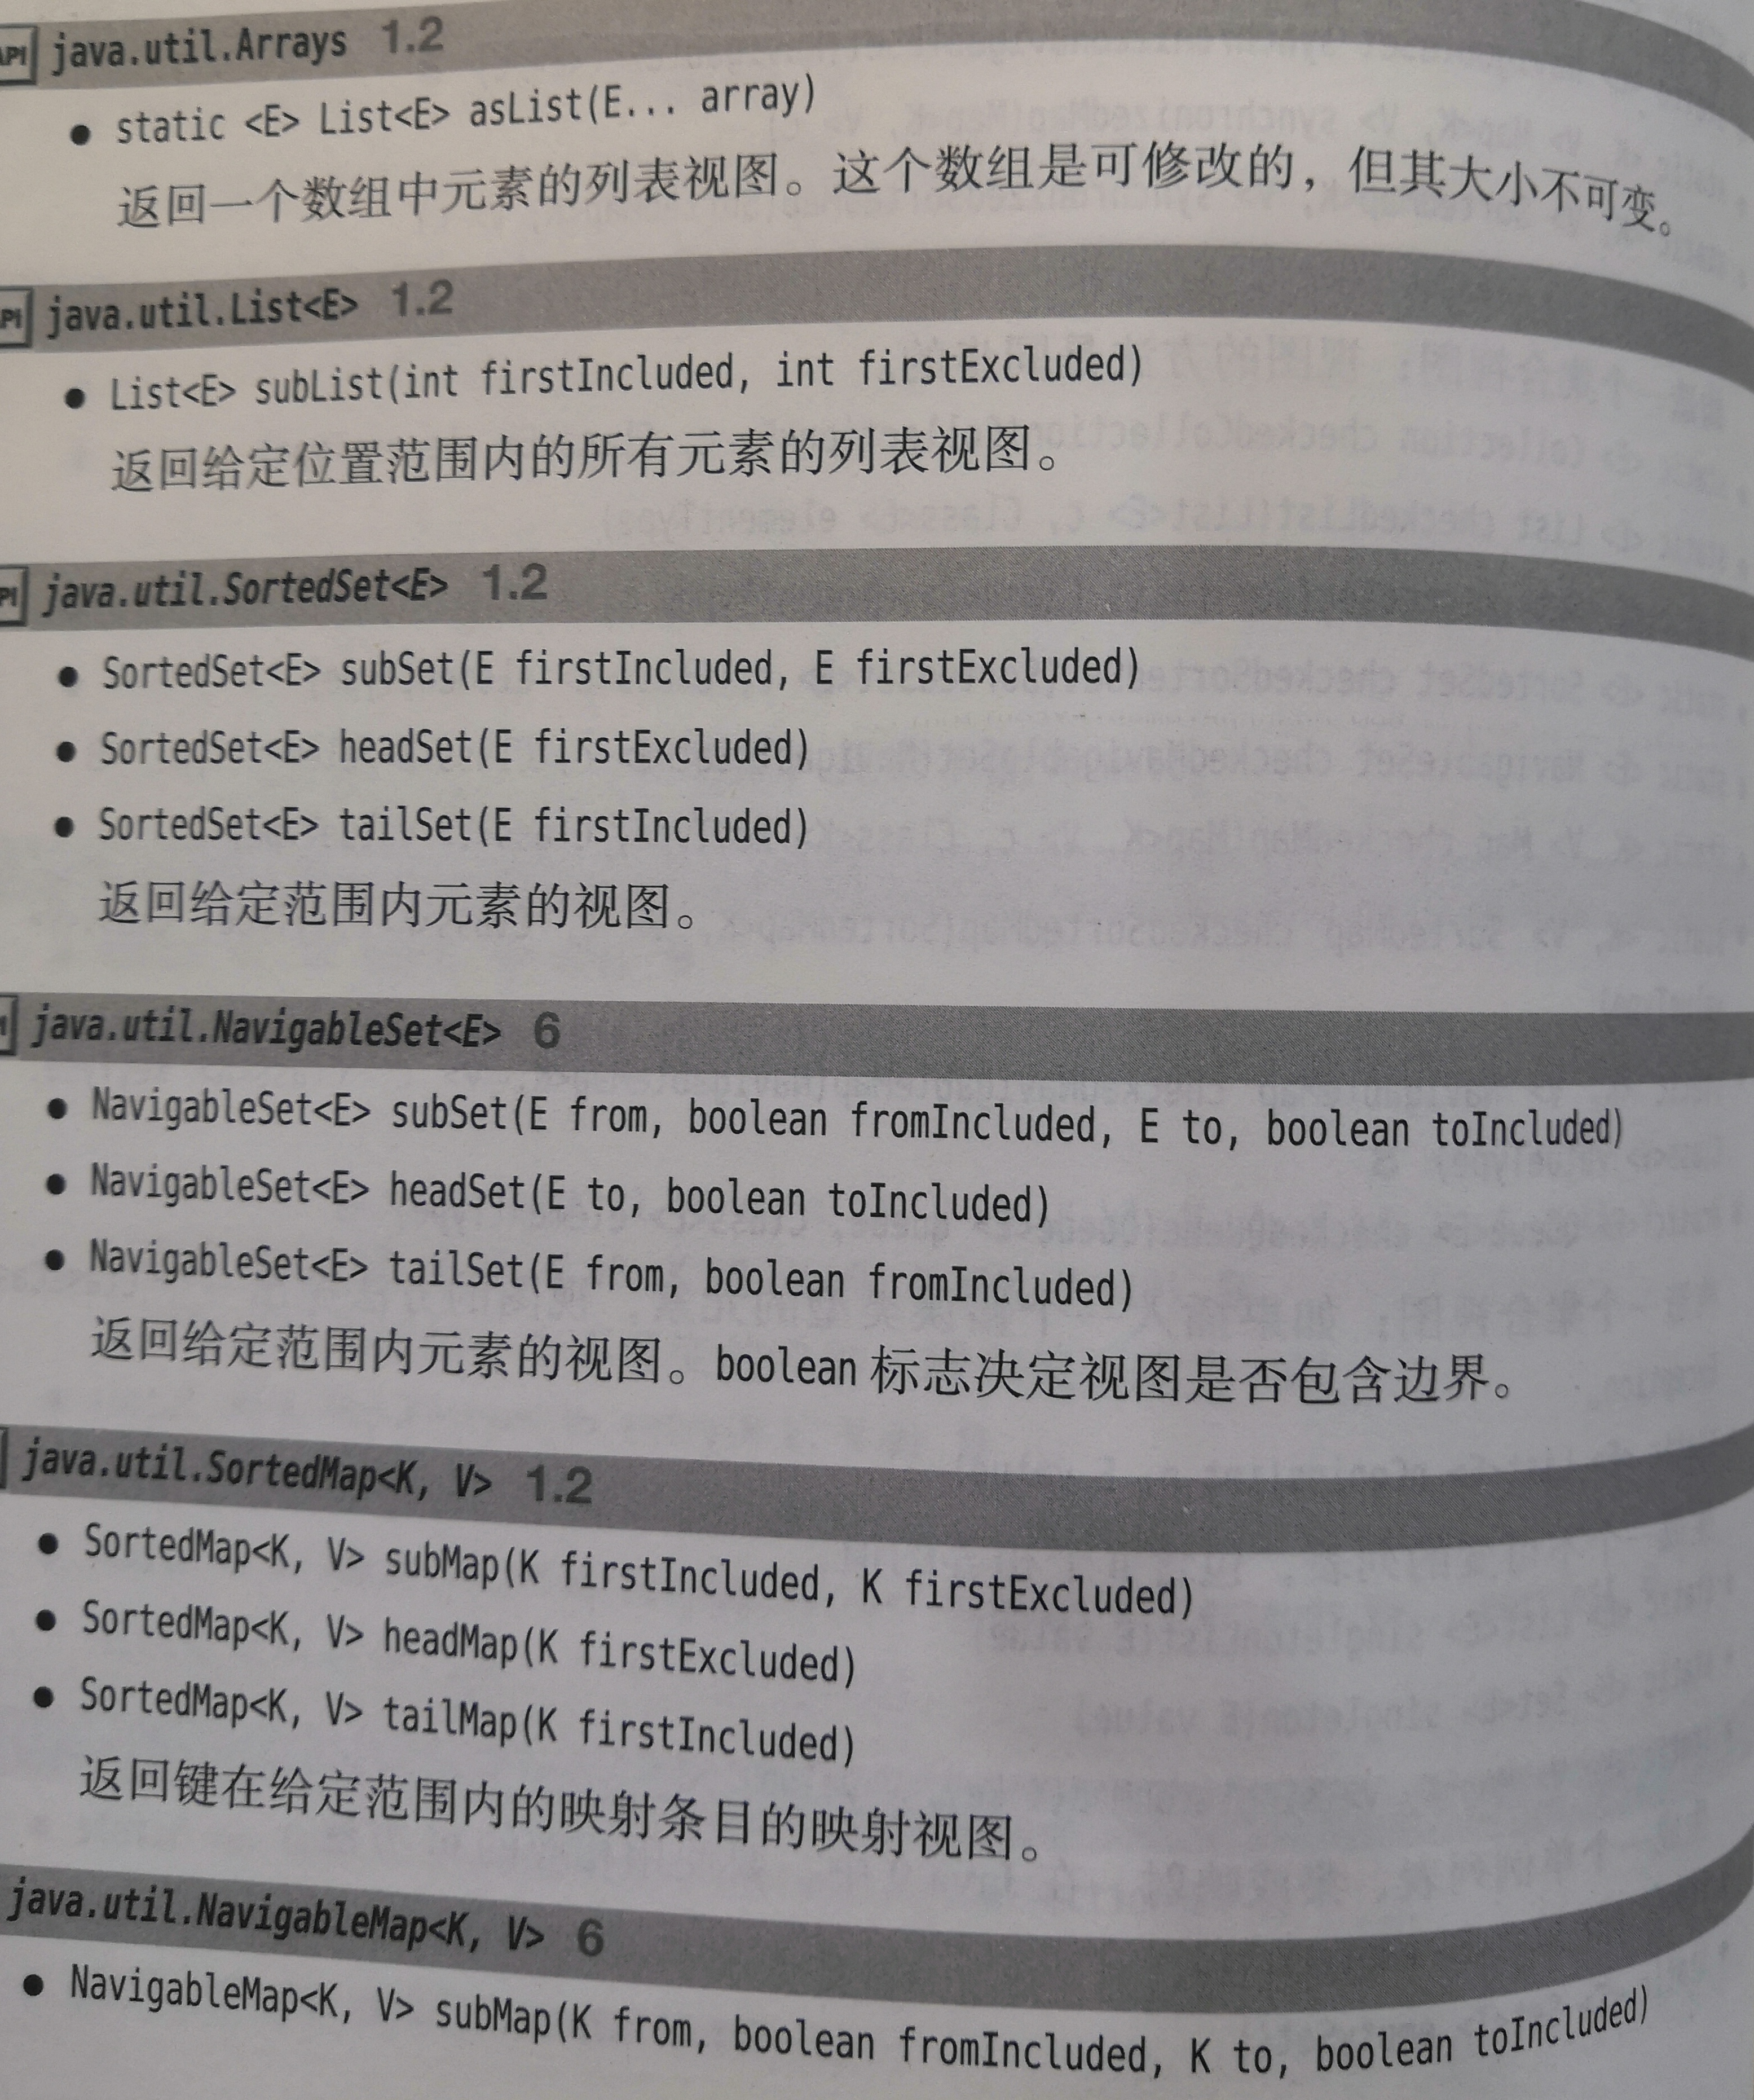 API java.util.Arrays 1.2
• static <E> List<E> asList(E... array)
返回一个数组中元素的列表视图。这个数组是可修改的，但其大小不可变。
API java.util.List<E> 1.2
• List<E> subList(int firstIncluded, int firstExcluded)
返回给定位置范围内的所有元素的列表视图。
API java.util.SortedSet<E> 1.2
• SortedSet<E> subSet(E firstIncluded, E firstExcluded)
• SortedSet<E> headSet(E firstExcluded)
• SortedSet<E> tailSet(E firstIncluded)
返回给定范围内元素的视图。
java.util.NavigableSet<E> 6
• NavigableSet<E> subSet(E from, boolean fromIncluded, E to, boolean toIncluded)
• NavigableSet<E> headSet(E to, boolean toIncluded)
• NavigableSet<E> tailSet(E from, boolean fromIncluded)
返回给定范围内元素的视图。boolean 标志决定视图是否包含边界。
java.util.SortedMap<K, V> 1.2
• SortedMap<K, V> subMap(K firstIncluded, K firstExcluded)
• SortedMap<K, V> headMap(K firstExcluded)
• SortedMap<K, V> tailMap(K firstIncluded)
返回键在给定范围内的映射条目的映射视图。
java.util.NavigableMap<K, V> 6
• NavigableMap<K, V> subMap(K from, boolean fromIncluded, K to, boolean toIncluded)